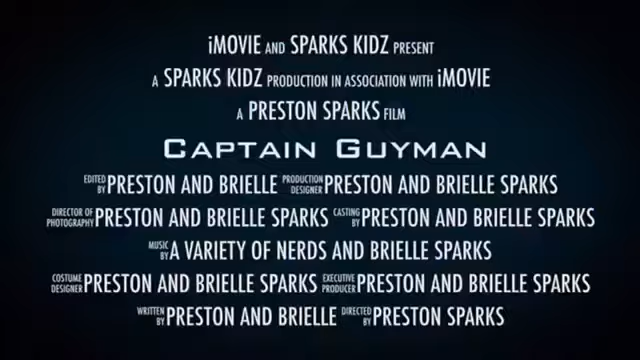 iMOVIE AND SPARKS KIDZ PRESENT
A SPARKS KIDZ PRODUCTION IN ASSOCIATION WITH iMOVIE
A PRESTON SPARKS FILM
CAPTAIN GUYMAN
EDITED BY PRESTON AND BRIELLE PRODUCTION DESIGNER PRESTON AND BRIELLE SPARKS
DIRECTOR OF PHOTOGRAPHY PRESTON AND BRIELLE SPARKS CASTING BY PRESTON AND BRIELLE SPARKS
MUSIC BY A VARIETY OF NERDS AND BRIELLE SPARKS
COSTUME DESIGNER PRESTON AND BRIELLE SPARKS EXECUTIVE PRODUCER PRESTON AND BRIELLE SPARKS
WRITTEN BY PRESTON AND BRIELLE DIRECTED BY PRESTON SPARKS